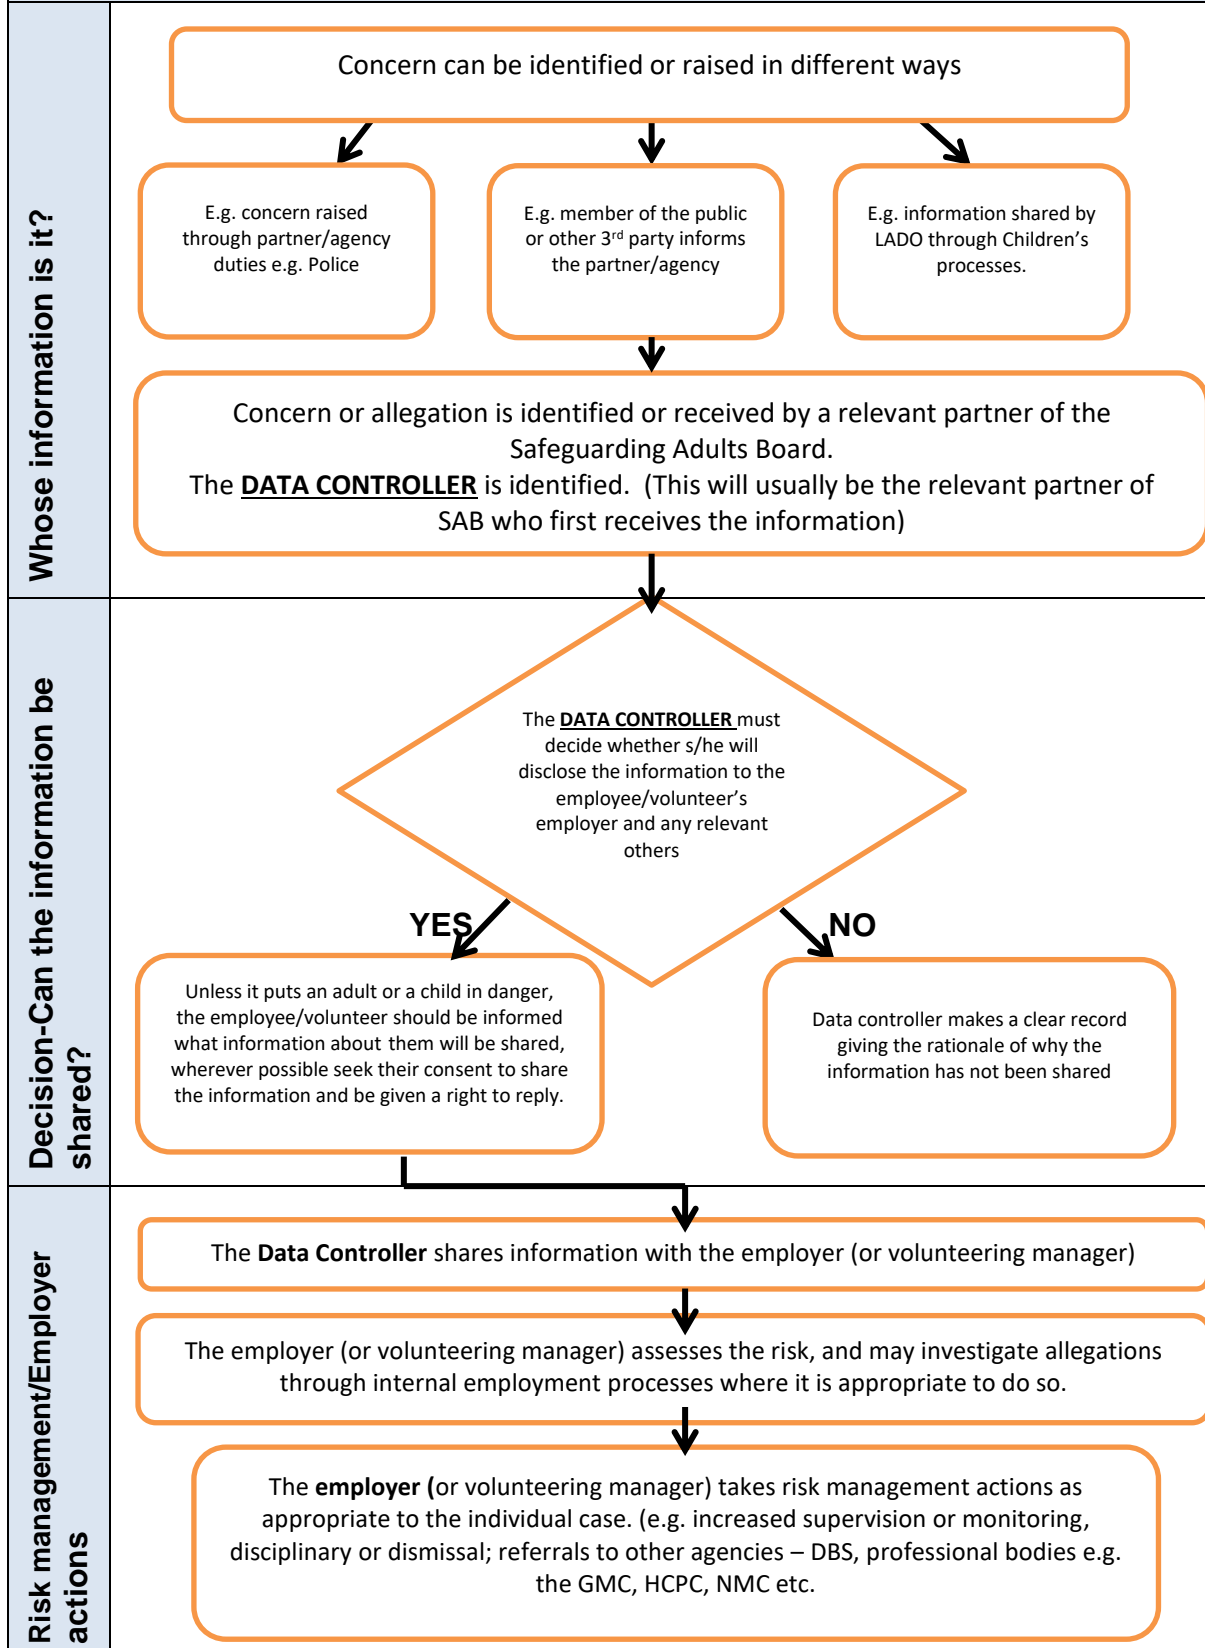 Whose information is it?
Concern can be identified or raised in different ways
E.g. concern raised
through partner/agency
duties e.g. Police
E.g. member of the public
or other 3rd party informs
the partner/agency
E.g. information shared by
LADO through Children’s
processes.
Concern or allegation is identified or received by a relevant partner of the
Safeguarding Adults Board.
The DATA CONTROLLER is identified.  (This will usually be the relevant partner of
SAB who first receives the information)
Decision-Can the information be
shared?
The DATA CONTROLLER must
decide whether s/he will
disclose the information to the
employee/volunteer’s
employer and any relevant
others
YES
NO
Unless it puts an adult or a child in danger,
the employee/volunteer should be informed
what information about them will be shared,
wherever possible seek their consent to share
the information and be given a right to reply.
Data controller makes a clear record
giving the rationale of why the
information has not been shared
Risk management/Employer
actions
The Data Controller shares information with the employer (or volunteering manager)
The employer (or volunteering manager) assesses the risk, and may investigate allegations
through internal employment processes where it is appropriate to do so.
The employer (or volunteering manager) takes risk management actions as
appropriate to the individual case. (e.g. increased supervision or monitoring,
disciplinary or dismissal; referrals to other agencies – DBS, professional bodies e.g.
the GMC, HCPC, NMC etc.